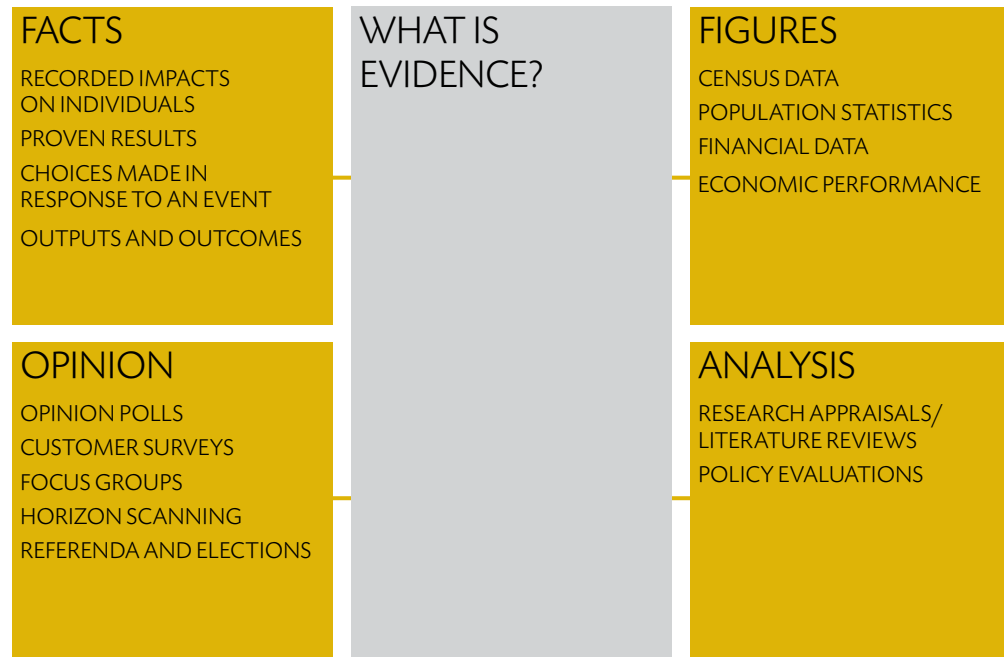 FACTS
RECORDED IMPACTS
ON INDIVIDUALS
PROVEN RESULTS
CHOICES MADE IN
RESPONSE TO AN EVENT
OUTPUTS AND OUTCOMES
WHAT IS
EVIDENCE?
FIGURES
CENSUS DATA
POPULATION STATISTICS
FINANCIAL DATA
ECONOMIC PERFORMANCE
OPINION
OPINION POLLS
CUSTOMER SURVEYS
FOCUS GROUPS
HORIZON SCANNING
REFERENDA AND ELECTIONS
ANALYSIS
RESEARCH APPRAISALS/
LITERATURE REVIEWS
POLICY EVALUATIONS